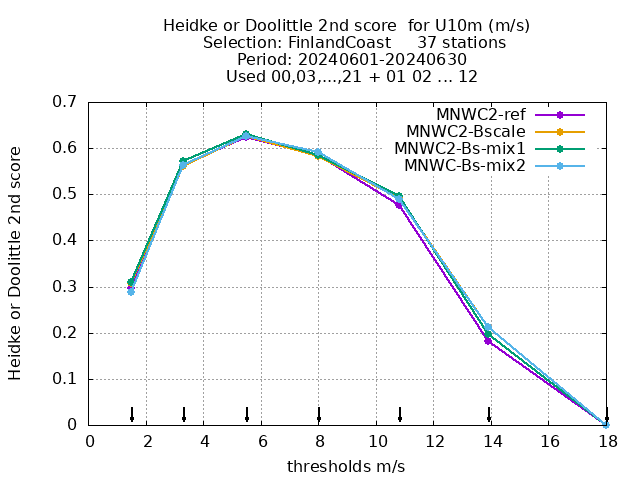 Heidke or Doolittle 2nd score  for U10m (m/s)
Selection: FinlandCoast     37 stations
Period: 20240601-20240630
Used 00,03,...,21 + 01 02 ... 12
MNWC2-ref
MNWC2-Bscale
MNWC2-Bs-mix1
MNWC-Bs-mix2
Heidke or Doolittle 2nd score
0.7
0.6
0.5
0.4
0.3
0.2
0.1
0
0 2 4 6 8 10 12 14 16 18
thresholds m/s